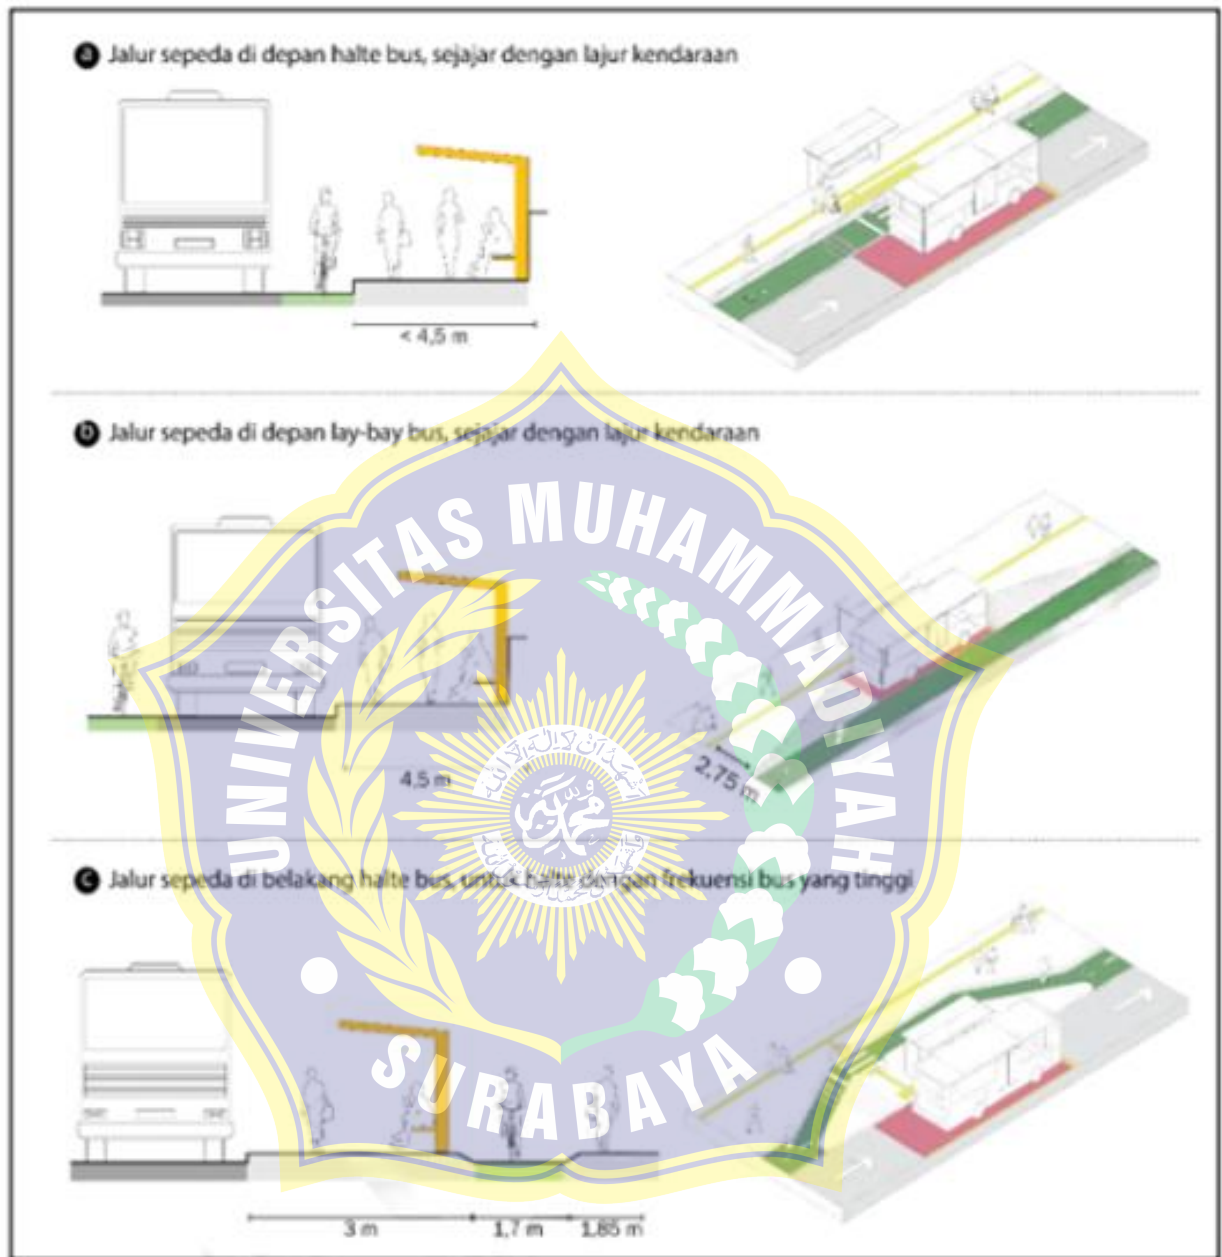 a Jalur sepeda di depan halte bus, sejajar dengan lajur kendaraan
< 4,5 m
b Jalur sepeda di depan lay-bay bus, sejajar dengan lajur kendaraan
4,5 m
2,75 m
c Jalur sepeda di belakang halte bus, untuk halte dengan frekuensi bus yang tinggi
3 m
1,7 m
1,85 m
UNIVERSITAS MUHAMMADIYAH
SURABAYA